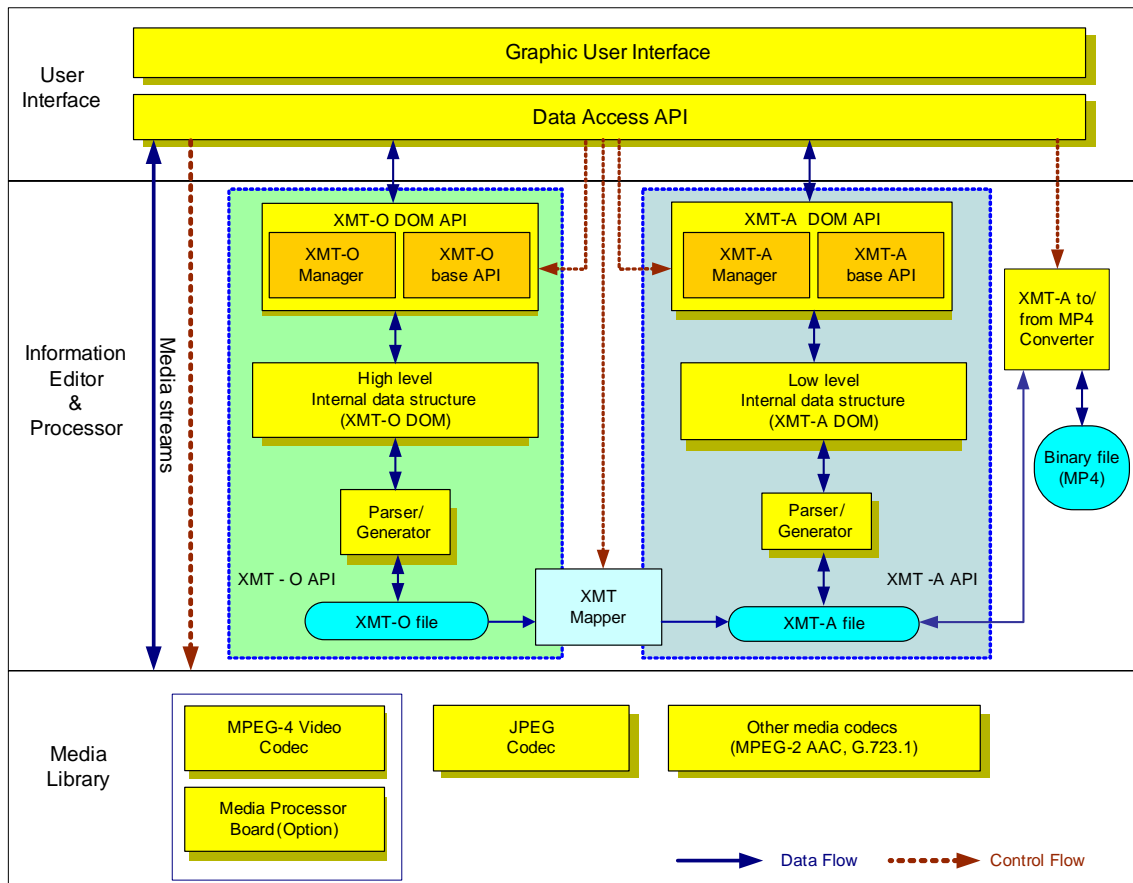 Graphic User Interface
User
Interface
Data Access API
XMT-O DOM API
XMT-O
Manager
XMT-O
base API
XMT-A DOM API
XMT-A
Manager
XMT-A
base API
XMT-A to/
from MP4
Converter
Information
Editor
&
Processor
Media streams
High level
Internal data structure
(XMT-O DOM)
Low level
Internal data structure
(XMT-A DOM)
Binary file
(MP4)
Parser/
Generator
Parser/
Generator
XMT - O API
XMT -A API
XMT
Mapper
XMT-O file
XMT-A file
Media
Library
MPEG-4 Video
Codec
JPEG
Codec
Other media codecs
(MPEG-2 AAC, G.723.1)
Media Processor
Board (Option)
Data Flow
Control Flow